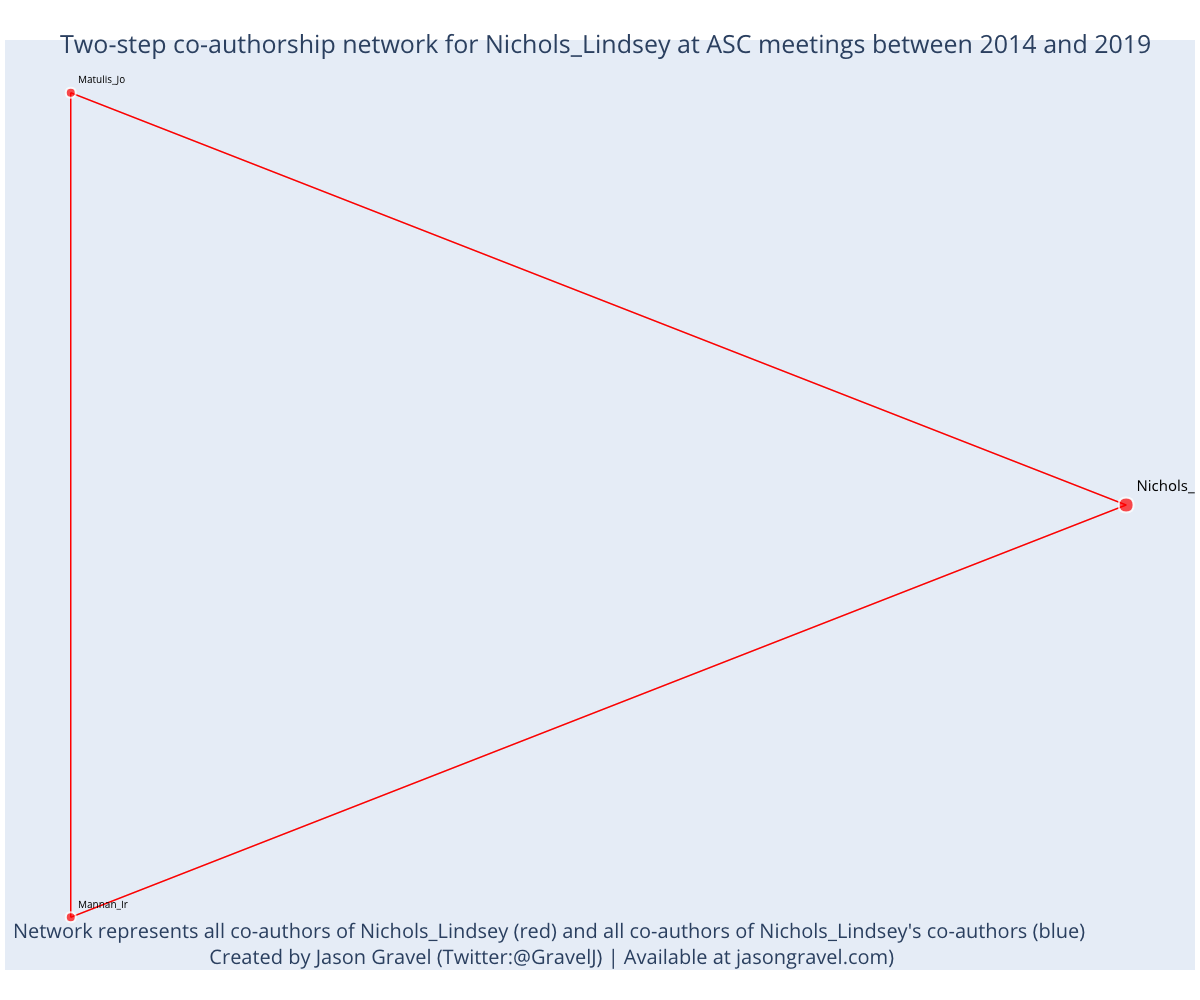 Two-step co-authorship network for Nichols_Lindsey at ASC meetings between 2014 and 2019
Matulis_Jo
Nichols_
Mannan_Ir
Network represents all co-authors of Nichols_Lindsey (red) and all co-authors of Nichols_Lindsey's co-authors (blue)
Created by Jason Gravel (Twitter:@GravelJ) | Available at jasongravel.com)